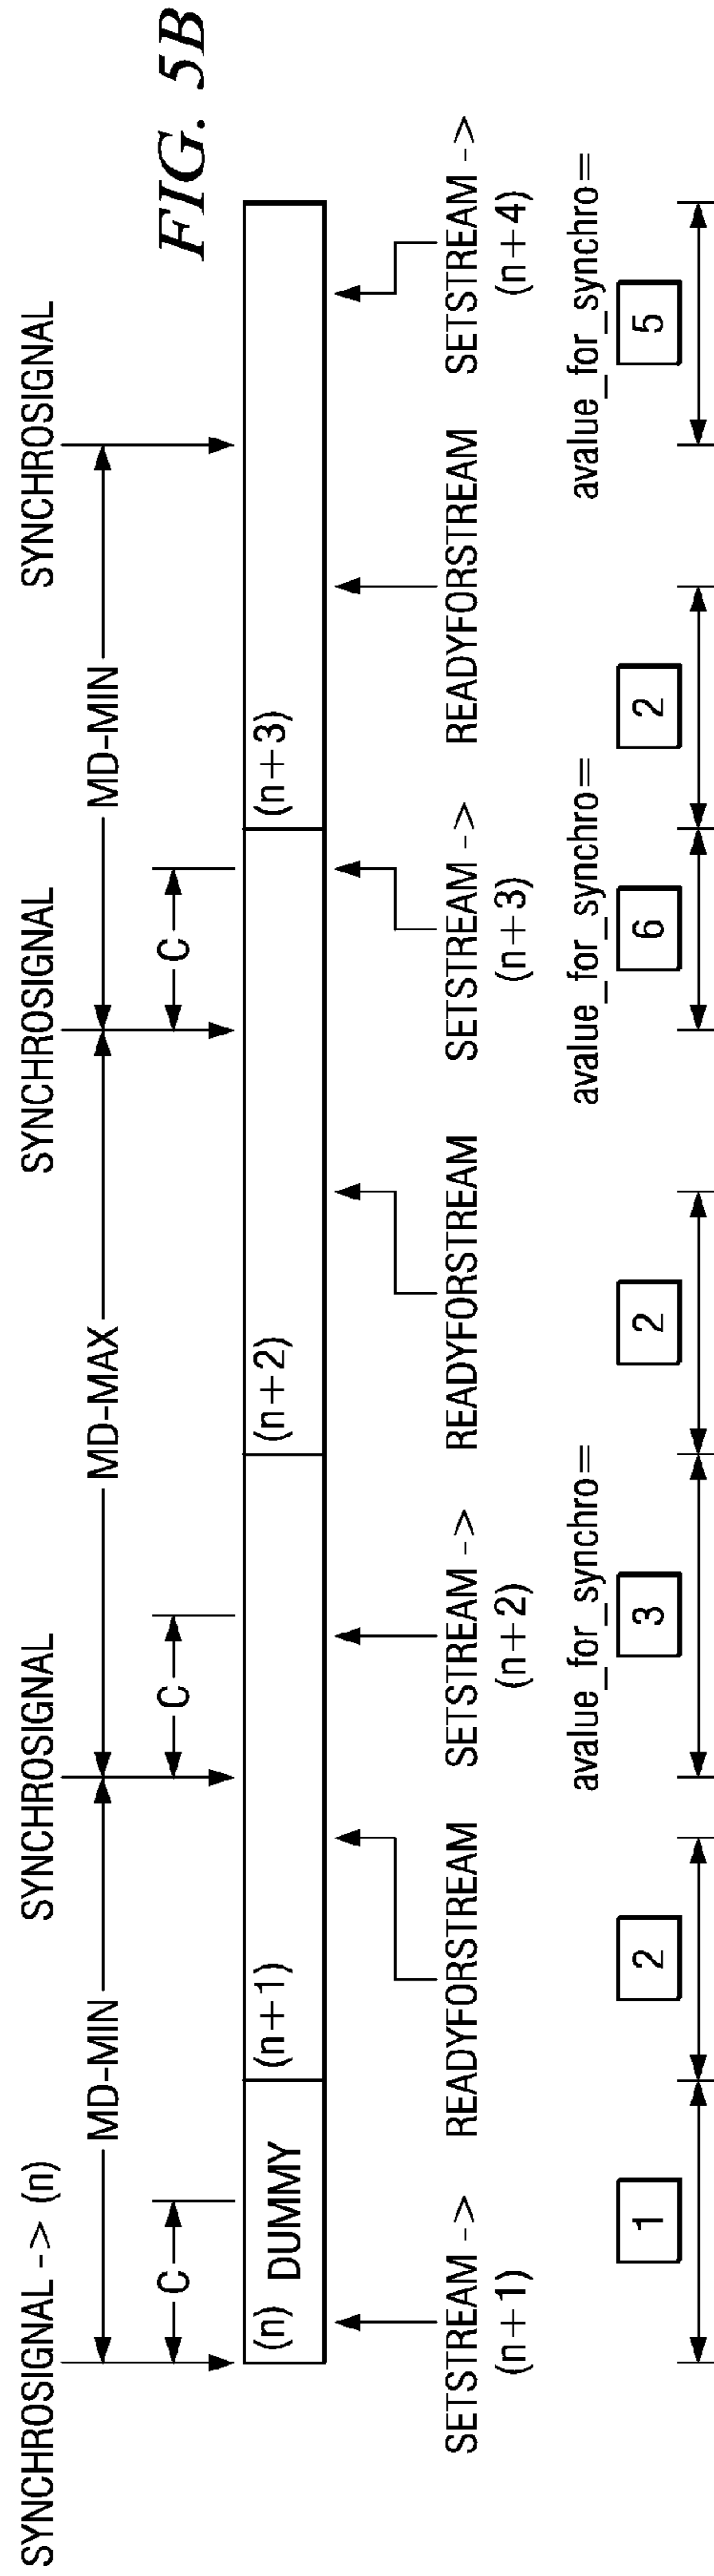 FIG. 5B
SYNCHROSIGNAL -> (n)
SYNCHROSIGNAL
SYNCHROSIGNAL
SYNCHROSIGNAL
MD-MIN
MD-MAX
MD-MIN
C
C
C
(n) DUMMY
(n+1)
(n+2)
(n+3)
SETSTREAM ->
(n+1)
READYFORSTREAM
SETSTREAM ->
(n+2)
READYFORSTREAM
SETSTREAM ->
(n+3)
READYFORSTREAM
SETSTREAM ->
(n+4)
avalue_for_synchro=
avalue_for_synchro=
avalue_for_synchro=
1
2
3
2
6
2
5